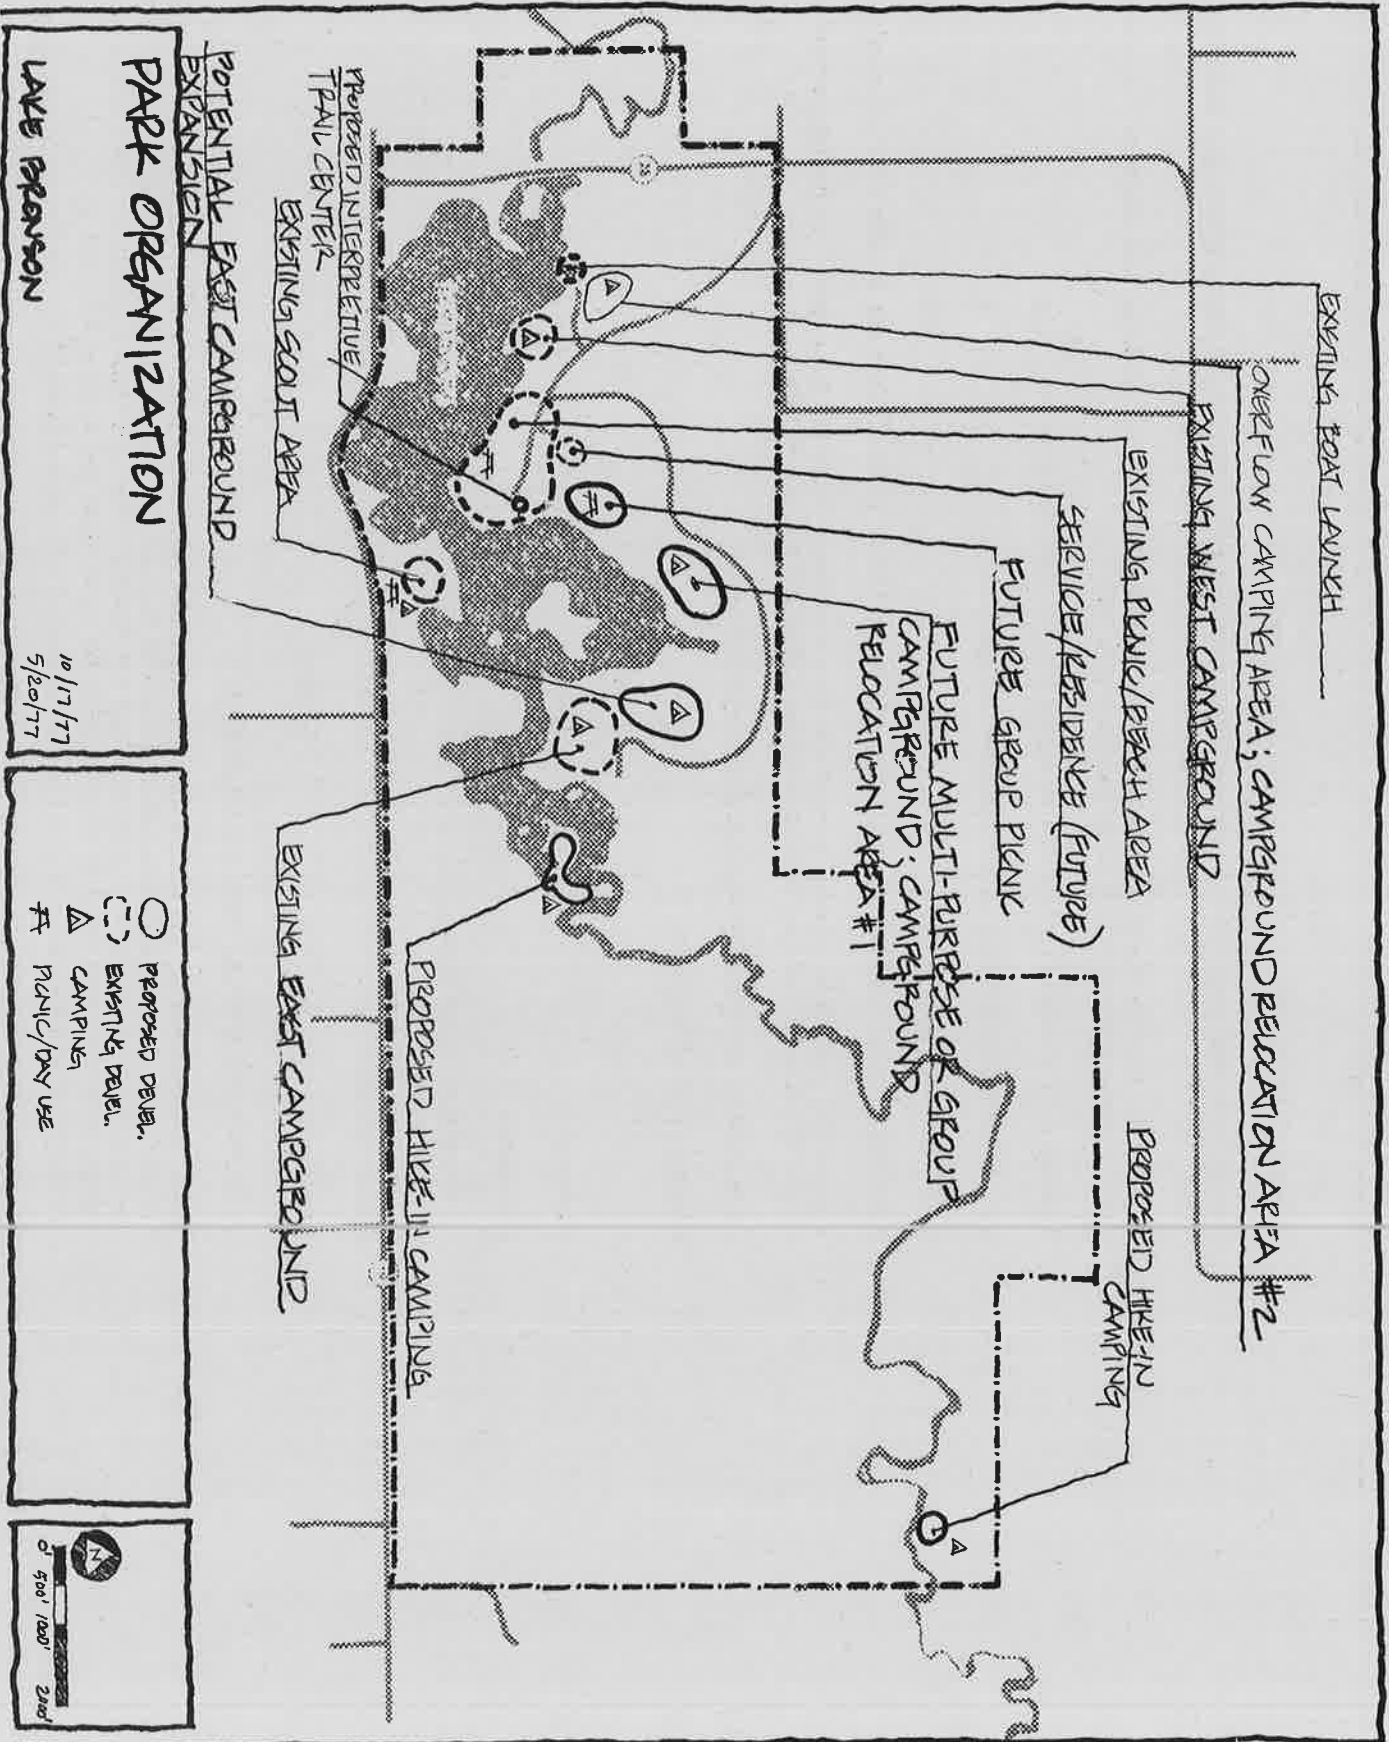 EXISTING BOAT LAUNCH
OVERFLOW CAMPING AREA; CAMPGROUND RELOCATION AREA #2
EXISTING WEST CAMPGROUND
EXISTING PICNIC/BEACH AREA
SERVICE/RESIDENCE (FUTURE)
FUTURE GROUP PICNIC
FUTURE MULTI-PURPOSE OR GROUP
CAMPGROUND; CAMPGROUND
RELOCATION AREA #1
PROPOSED HIKE-IN
CAMPING
28
PROPOSED HIKE-IN CAMPING
EXISTING EAST CAMPGROUND
PROPOSED INTERPRETIVE/
TRAIL CENTER
EXISTING SCOUT AREA
POTENTIAL EAST CAMPGROUND
EXPANSION
PARK ORGANIZATION
LAKE BRONSON
10/17/77
5/20/77
PROPOSED DEVEL.
EXISTING DEVEL.
CAMPING
PICNIC/DAY USE
N
0' 500' 1000' 2000'